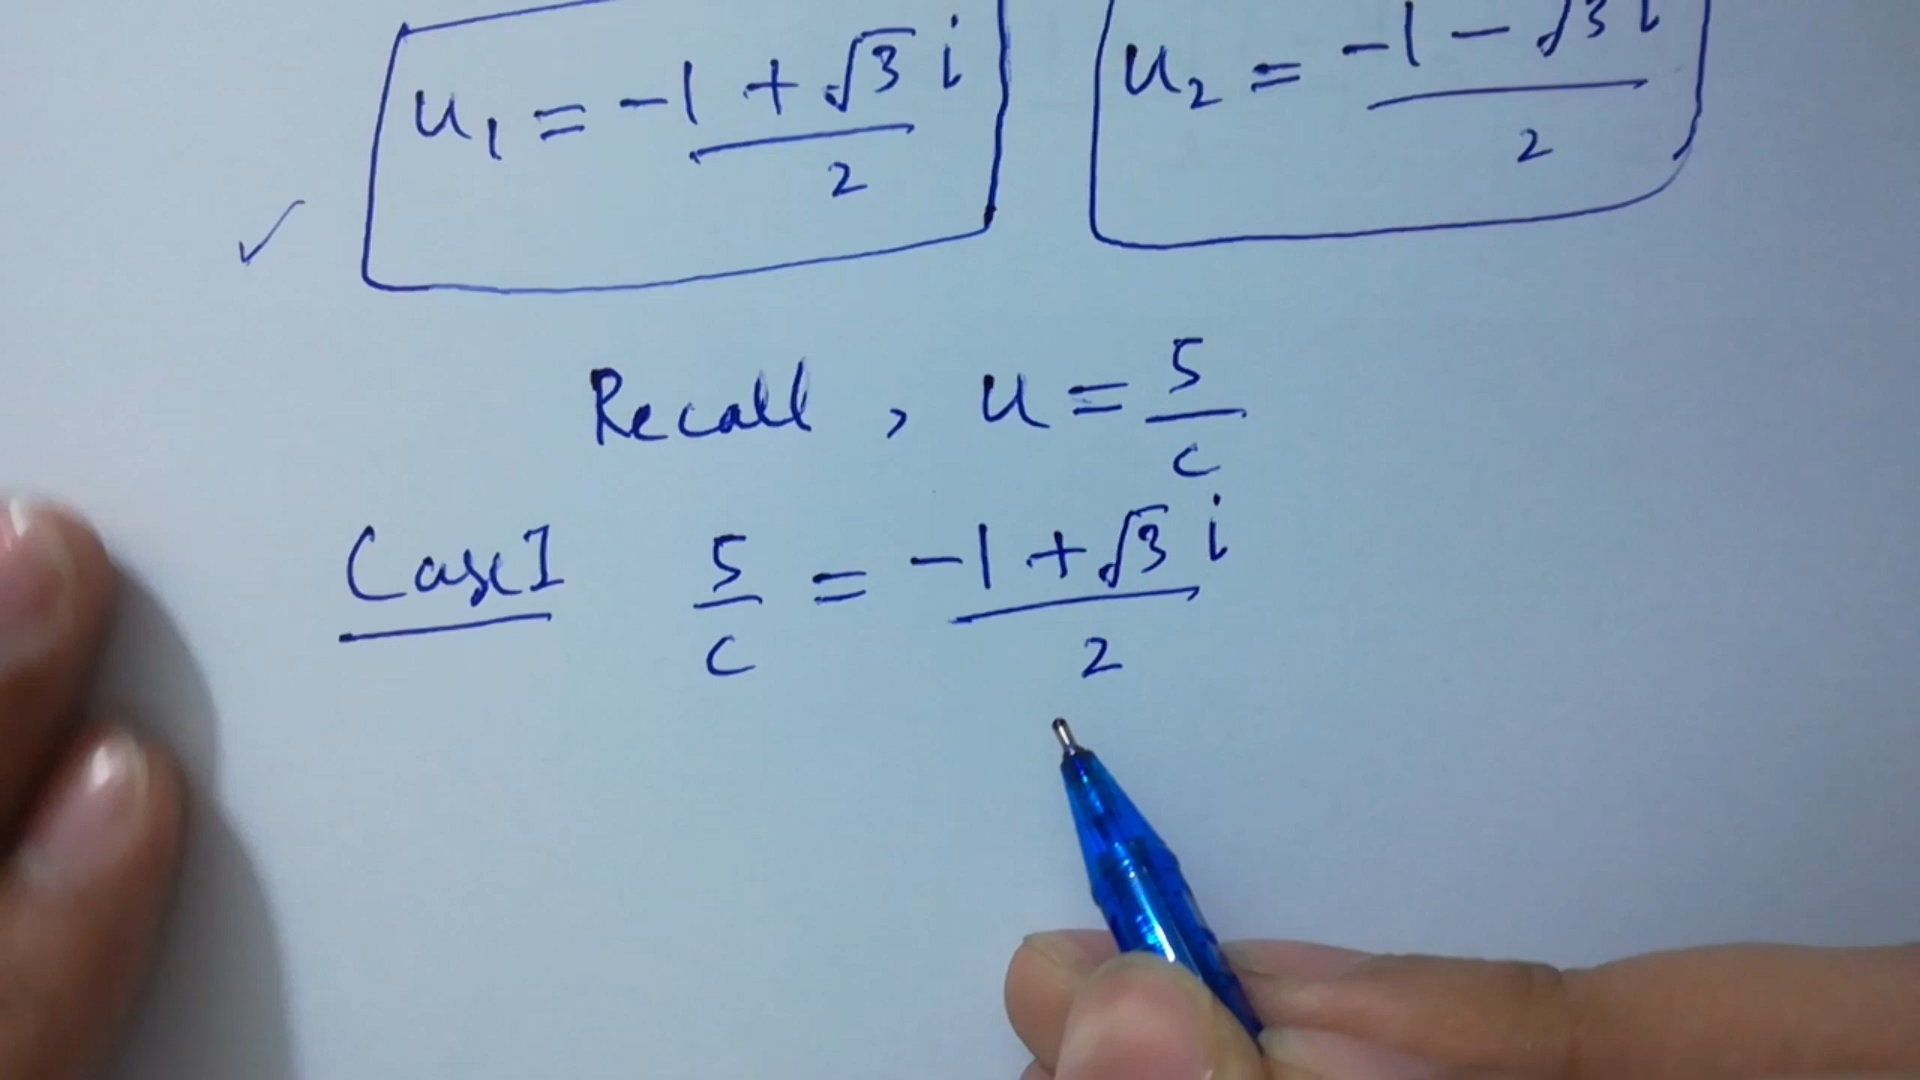 u₁ = -1 + √3 i / 2 u₂ = -1 - √3 i / 2
Recall, u = 5/c
Case I 5/c = -1 + √3 i / 2